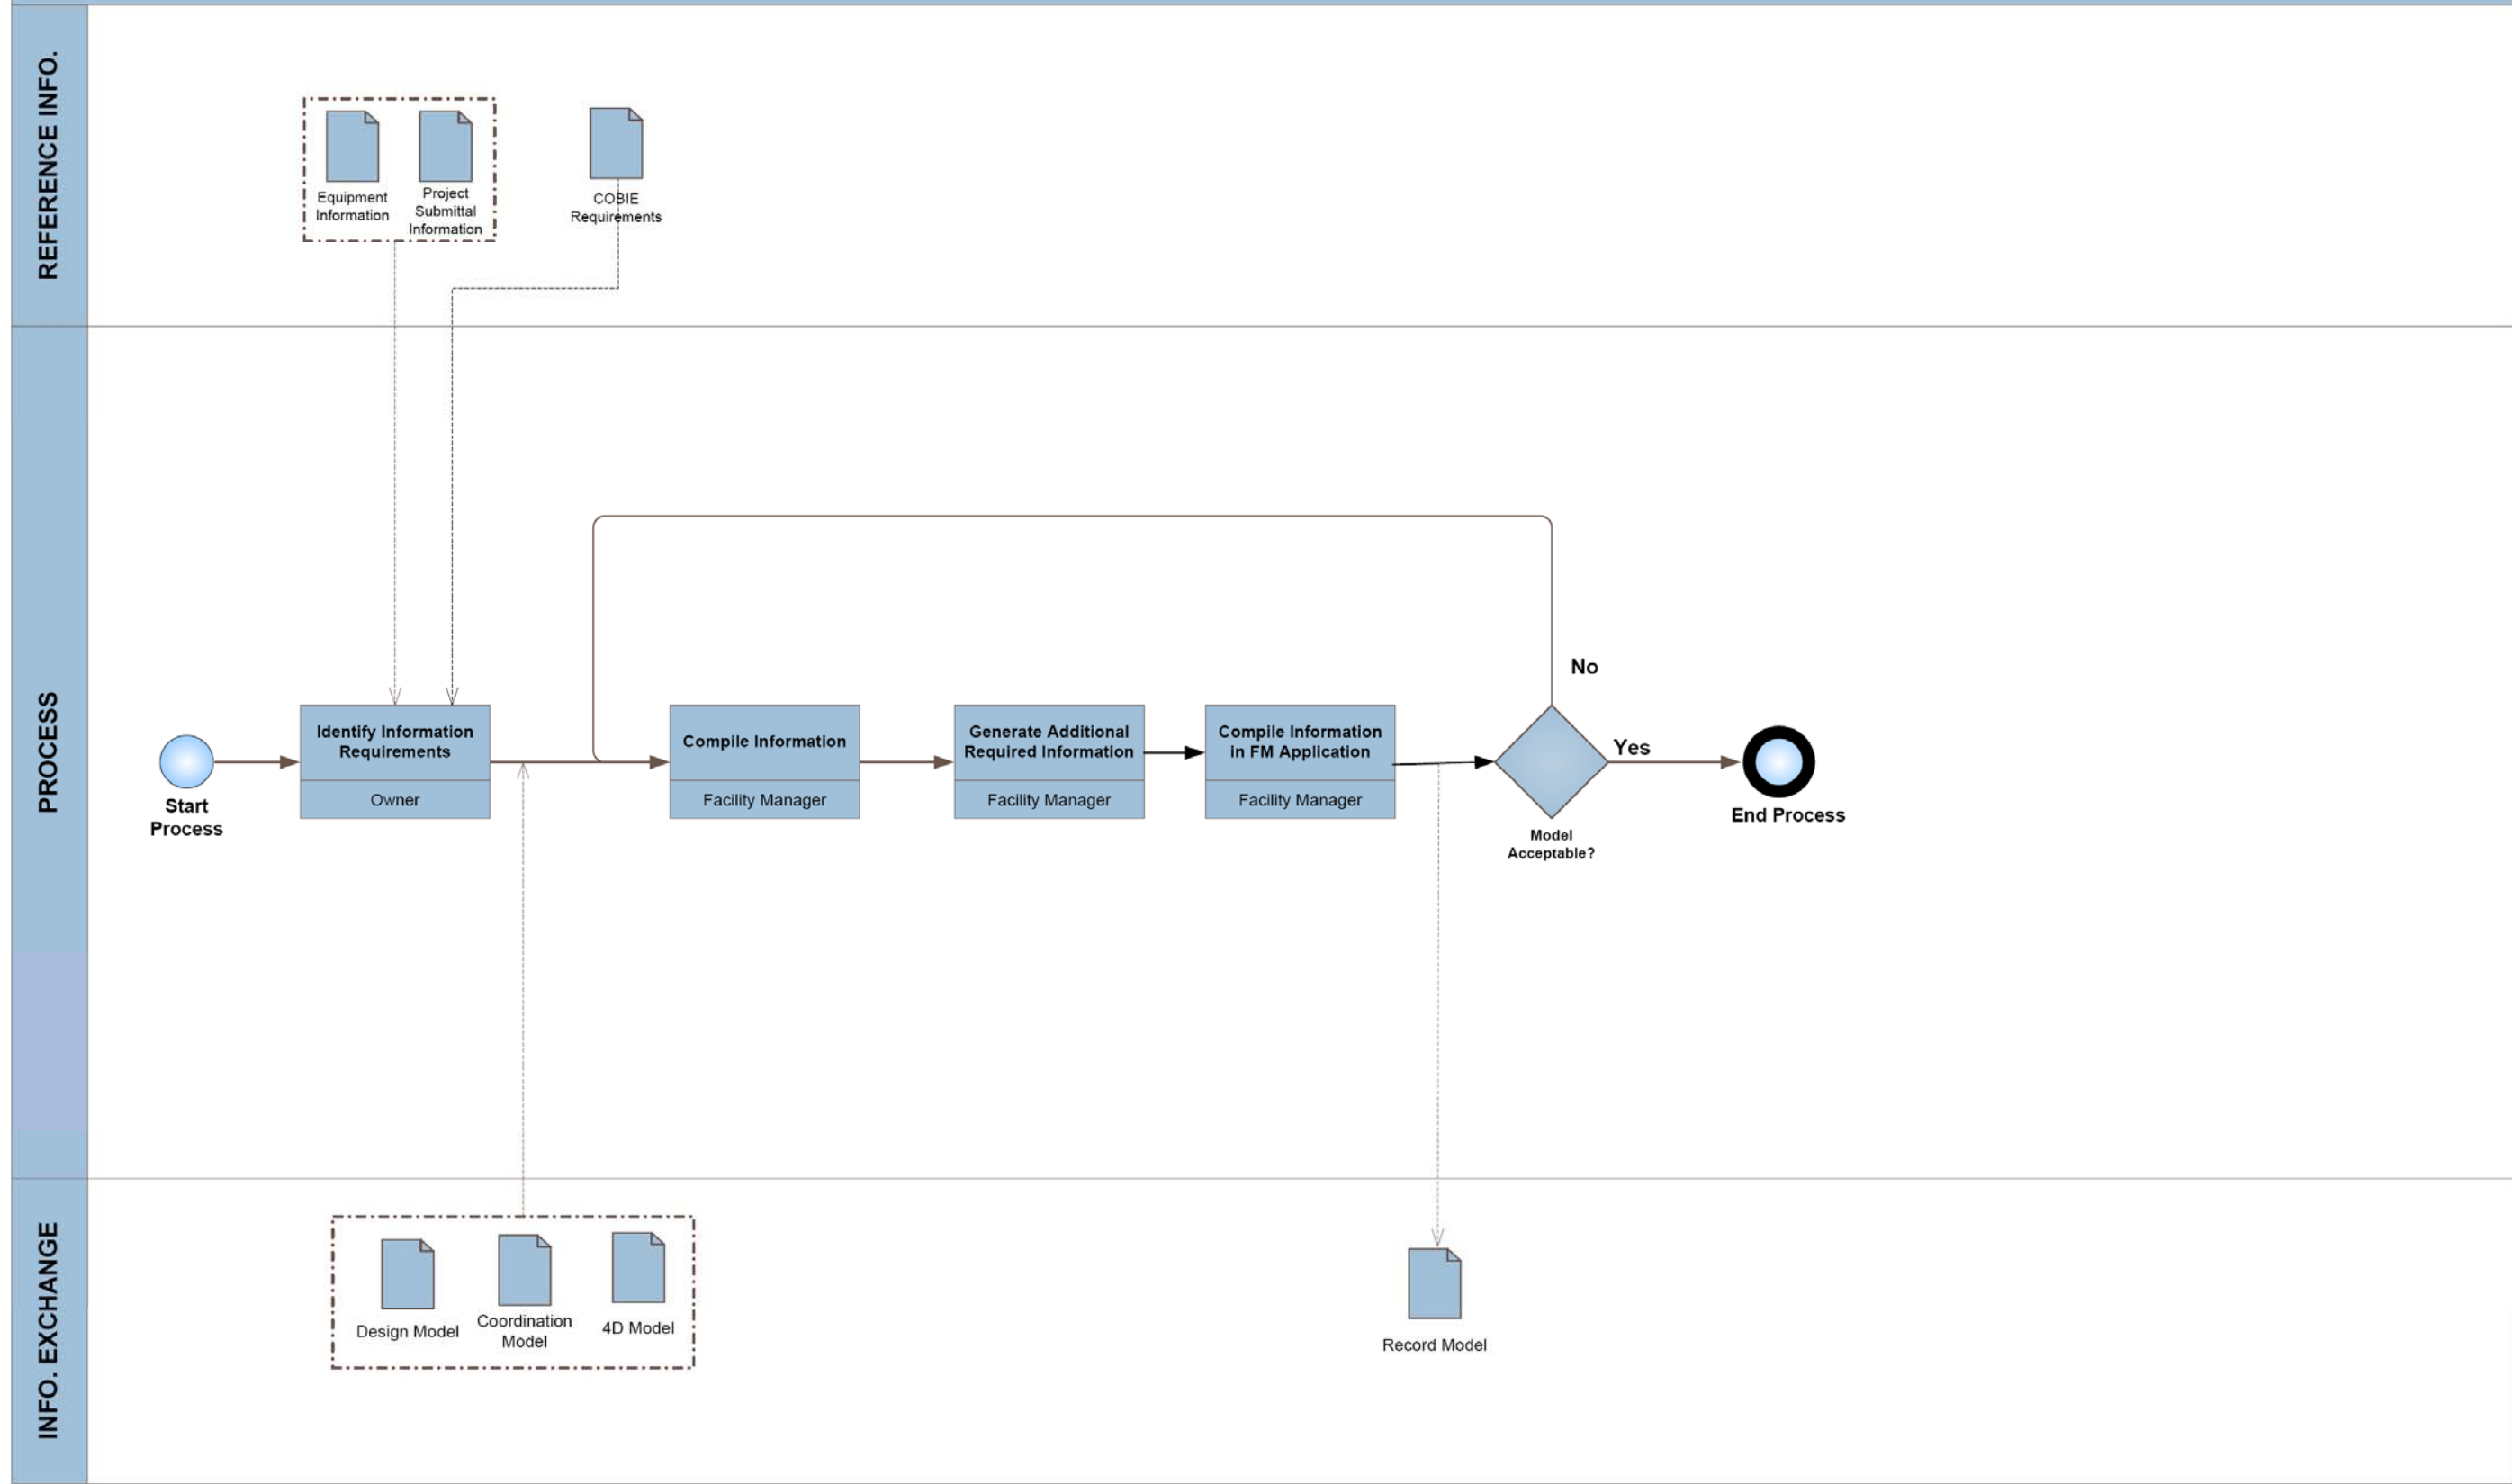 REFERENCE INFO.
Equipment
Information
Project
Submittal
Information
COBIE
Requirements
PROCESS
Start
Process
Identify Information
Requirements
Owner
Compile Information
Facility Manager
Generate Additional
Required Information
Facility Manager
Compile Information
in FM Application
Facility Manager
No
Yes
Model
Acceptable?
End Process
INFO. EXCHANGE
Design Model
Coordination
Model
4D Model
Record Model